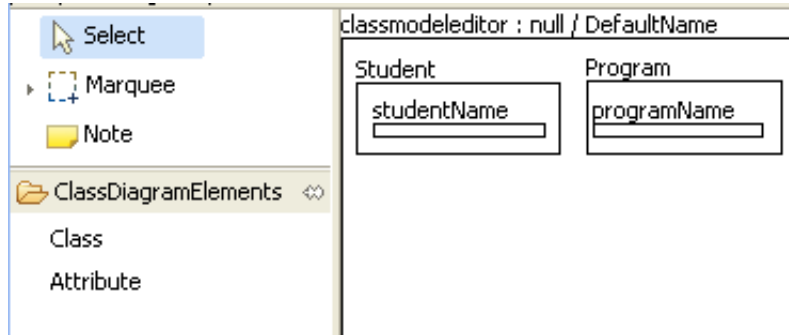 Select
Marquee
Note
ClassDiagramElements
Class
Attribute
classmodeleditor : null / DefaultName
Student Program
studentName programName